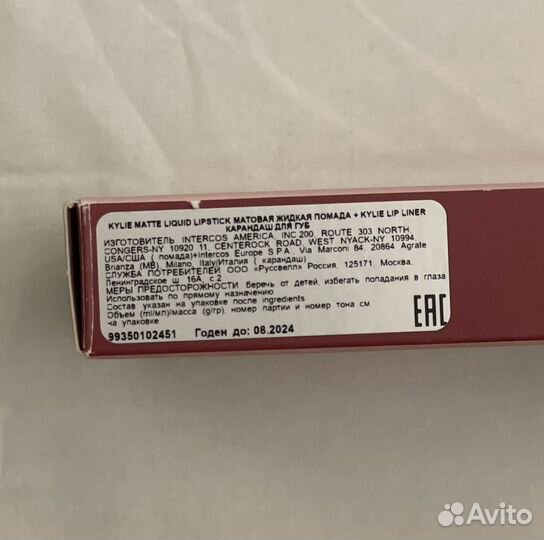 KYLIE MATTE LIQUID LIPSTICK МАТОВАЯ ЖИДКАЯ ПОМАДА + KYLIE LIP LINER
КАРАНДАШ ДЛЯ ГУБ
ИЗГОТОВИТЕЛЬ INTERCOS AMERICA, INC 200, ROUTE 303 NORTH,
CONGERS-NY 10920 11, CENTEROCK ROAD, WEST NYACK-NY 10994,
USA/США ( помада)+Intercos Europe S.P.A., Via Marconi 84, 20864 Agrate
Brianza (MB), Milano, Italy/Италия ( карандаш)
СЛУЖБА ПОТРЕБИТЕЛЕЙ ООО «Руссвелл» Россия, 125171, Москва,
Ленинградское ш 16А, с 2
МЕРЫ ПРЕДОСТОРОЖНОСТИ беречь от детей, избегать попадания в глаза
Использовать по прямому назначению
Состав указан на упаковке после ingredients
Объем (ml/мл)/масса (g/гр), номер партии и номер тона см
на упаковке
99350102451 Годен до: 08.2024
EAC
Avito